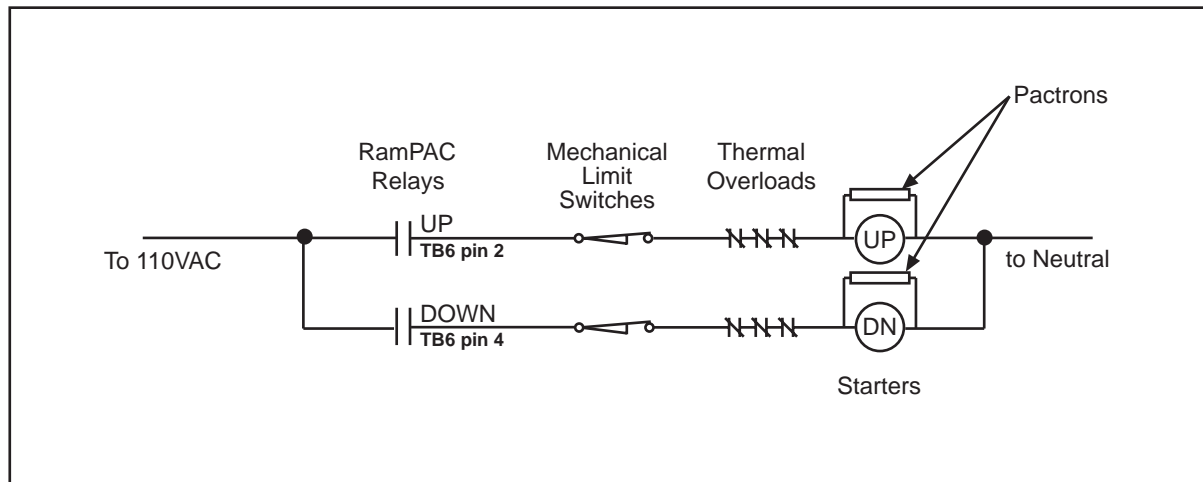 Pactrons
RamPAC
Relays
Mechanical
Limit
Switches
Thermal
Overloads
UP
TB6 pin 2
UP
To 110VAC
to Neutral
DOWN
TB6 pin 4
DN
Starters